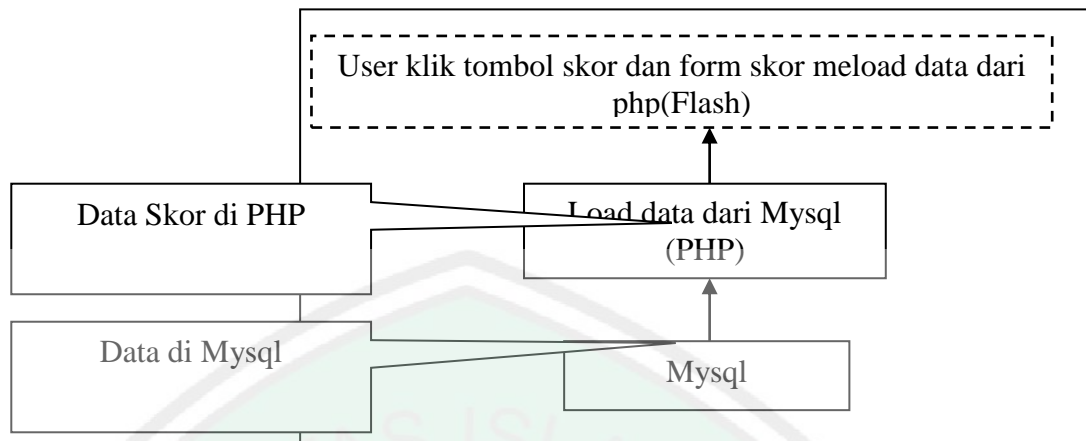 User klik tombol skor dan form skor meload data dari
php(Flash)
Data Skor di PHP
Load data dari Mysql
(PHP)
Data di Mysql
Mysql